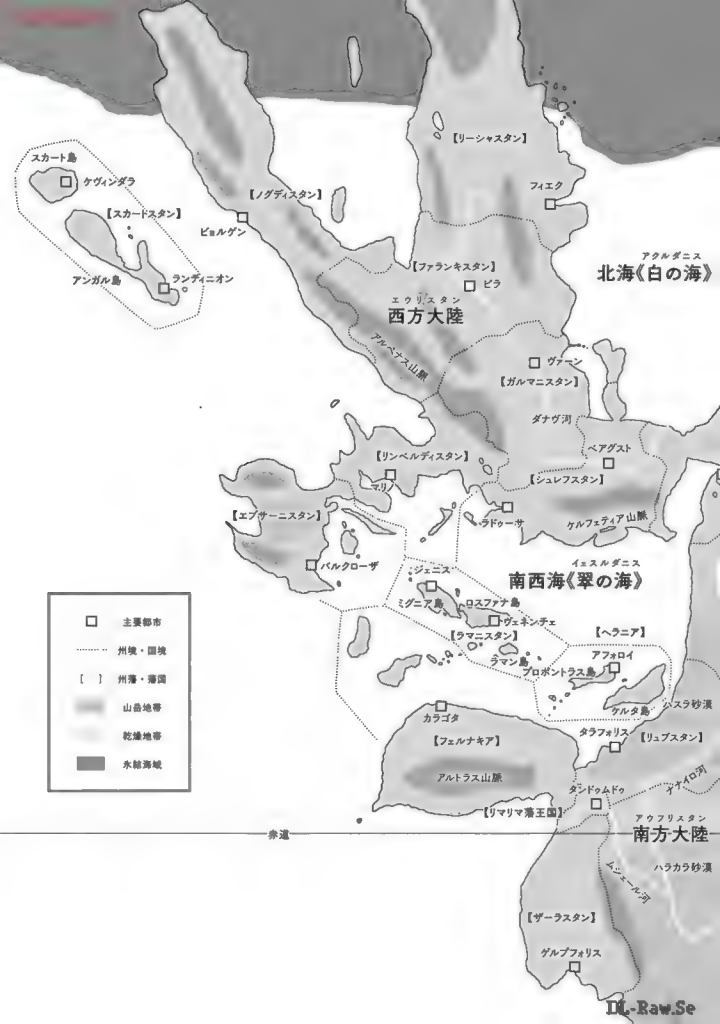 スカート島
ケヴィンダラ
【スカードスタン】
アンガル島
ランディニオン
【ノグディスタン】
ビョルゲン
【リーシャスタン】
フィエク
アクルダニス
北海《白の海》
【ファランキスタン】
ピラ
エウリスタン
西方大陸
アルペナス山脈
ヴァーン
【ガルマニスタン】
ダナヴ河
ペアグスト
【シュレフスタン】
ケルフェティア山脈
【リンベルディスタン】
マリノ
ラドゥーサ
【エプサーニスタン】
バルクローザ
イェスルダニス
南西海《翠の海》
ジェニス
ミグニア島
ロスファナ島
ヴェネンチェ
【ラマニスタン】
ラマン島
【ヘラニア】
アフォロイ
プロポントラス島
ウルタ島
ハスラ砂漠
カラゴタ
【フェルナキア】
アルトラス山脈
タラフォリス
【リュブスタン】
ナナイロ河
タンドゥムドゥ
【リマリマ藩王国】
アウフリスタン
南方大陸
赤道
ハラカラ砂漠
ムシェール河
【ザーラスタン】
ゲルブフォリス
主要都市
州境・国境
[ ] 州藩・藩国
山岳地帯
乾燥地帯
氷結海域
DL-Raw.Se